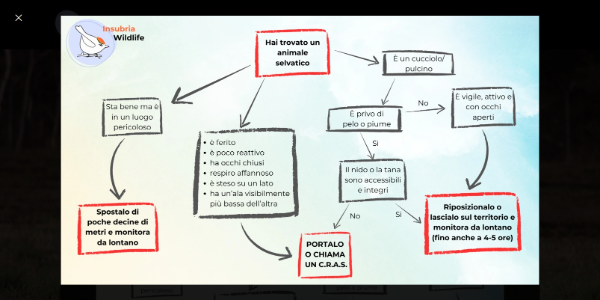 Insubria
Wildlife
Hai trovato un
animale
selvatico
È un cucciolo/
pulcino
Sta bene ma è
in un luogo
pericoloso
È privo di
pelo o piume
No
È vigile, attivo e
con occhi
aperti
è ferito
è poco reattivo
ha occhi chiusi
respiro affannoso
è steso su un lato
ha un'ala visibilmente
più bassa dell'altra
Si
Il nido o la tana
sono accessibili
e integri
No
Si
Spostalo di
poche decine di
metri e monitora
da lontano
PORTALO
O CHIAMA
UN C.R.A.S.
Riposizionalo o
lascialo sul territorio e
monitora da lontano
(fino anche a 4-5 ore)